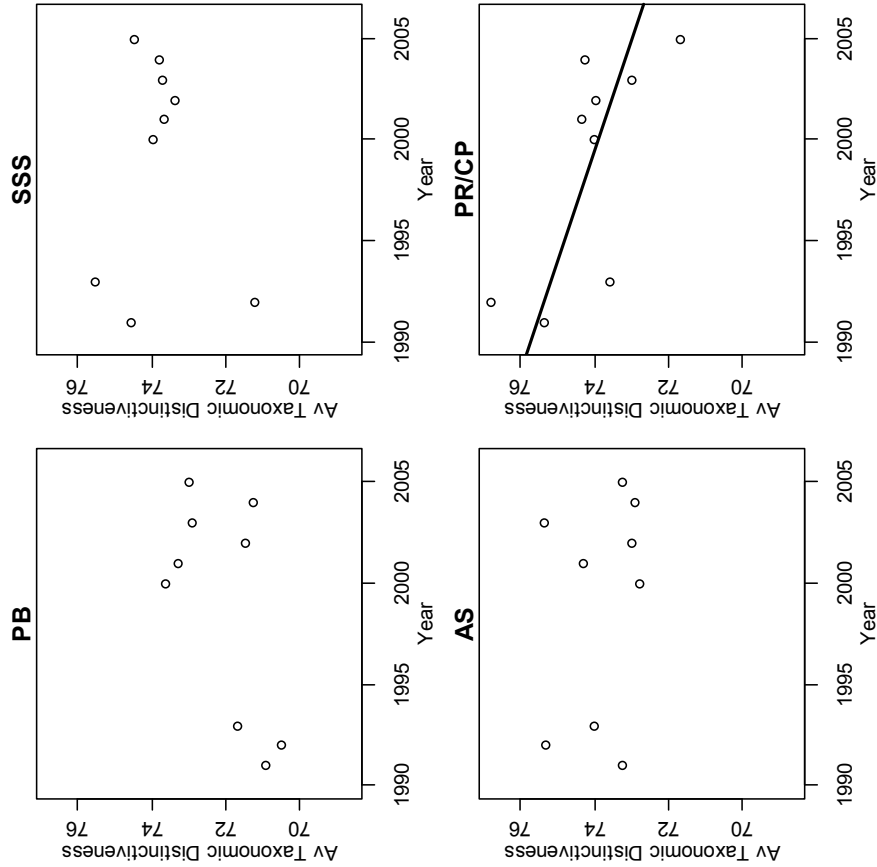 PB
Av Taxonomic Distinctiveness
76
74
72
70
1990 1995 2000 2005
Year
SSS
Av Taxonomic Distinctiveness
76
74
72
70
1990 1995 2000 2005
Year
AS
Av Taxonomic Distinctiveness
76
74
72
70
1990 1995 2000 2005
Year
PR/CP
Av Taxonomic Distinctiveness
76
74
72
70
1990 1995 2000 2005
Year